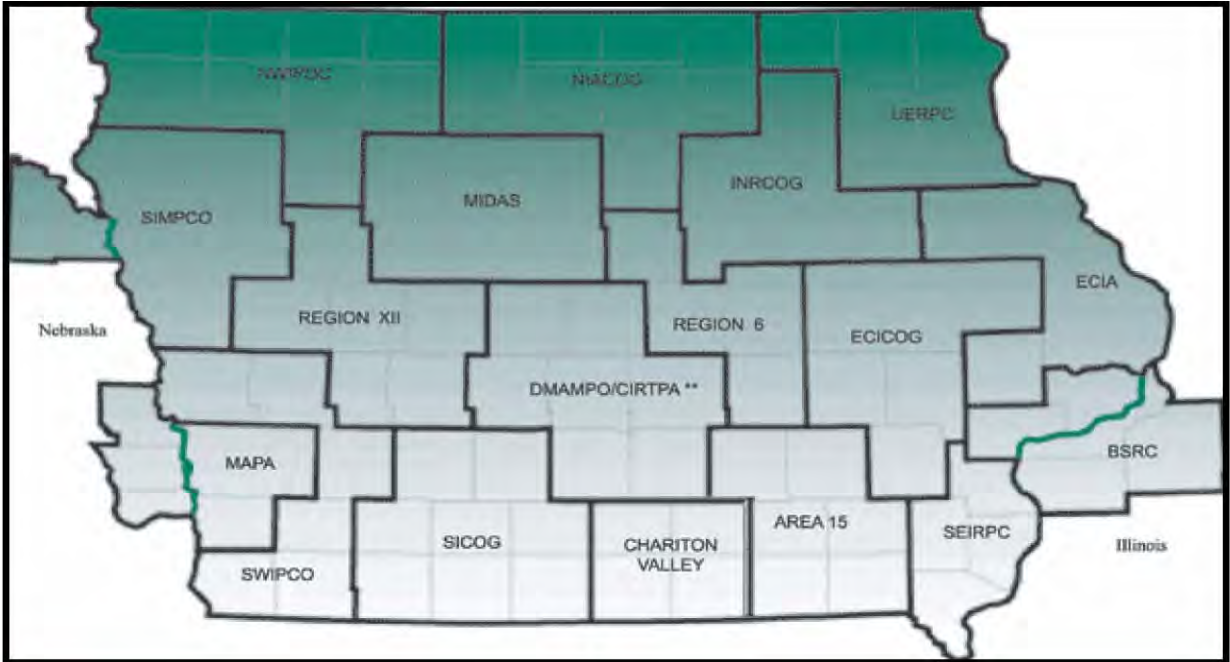 NWIPDC
NIACOG
UERPC
INRCOG
MIDAS
SIMPCO
ECIA
REGION XII
REGION 6
Nebraska
ECICOG
DMAMPO/CIRTPA **
BSRC
MAPA
AREA 15
SEIRPC
SICOG
CHARITON
VALLEY
Illinois
SWIPCO